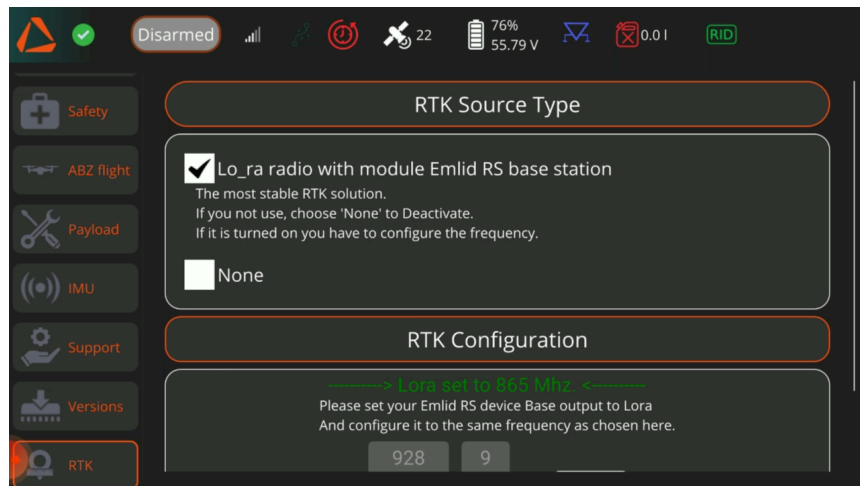 Disarmed
22
76%
55.79 V
0.0 l
RID
Safety
ABZ flight
Payload
IMU
Support
Versions
RTK
RTK Source Type
Lo_ra radio with module Emlid RS base station
The most stable RTK solution.
If you not use, choose 'None' to Deactivate.
If it is turned on you have to configure the frequency.
None
RTK Configuration
----------> Lora set to 865 Mhz. <----------
Please set your Emlid RS device Base output to Lora
And configure it to the same frequency as chosen here.
928
9